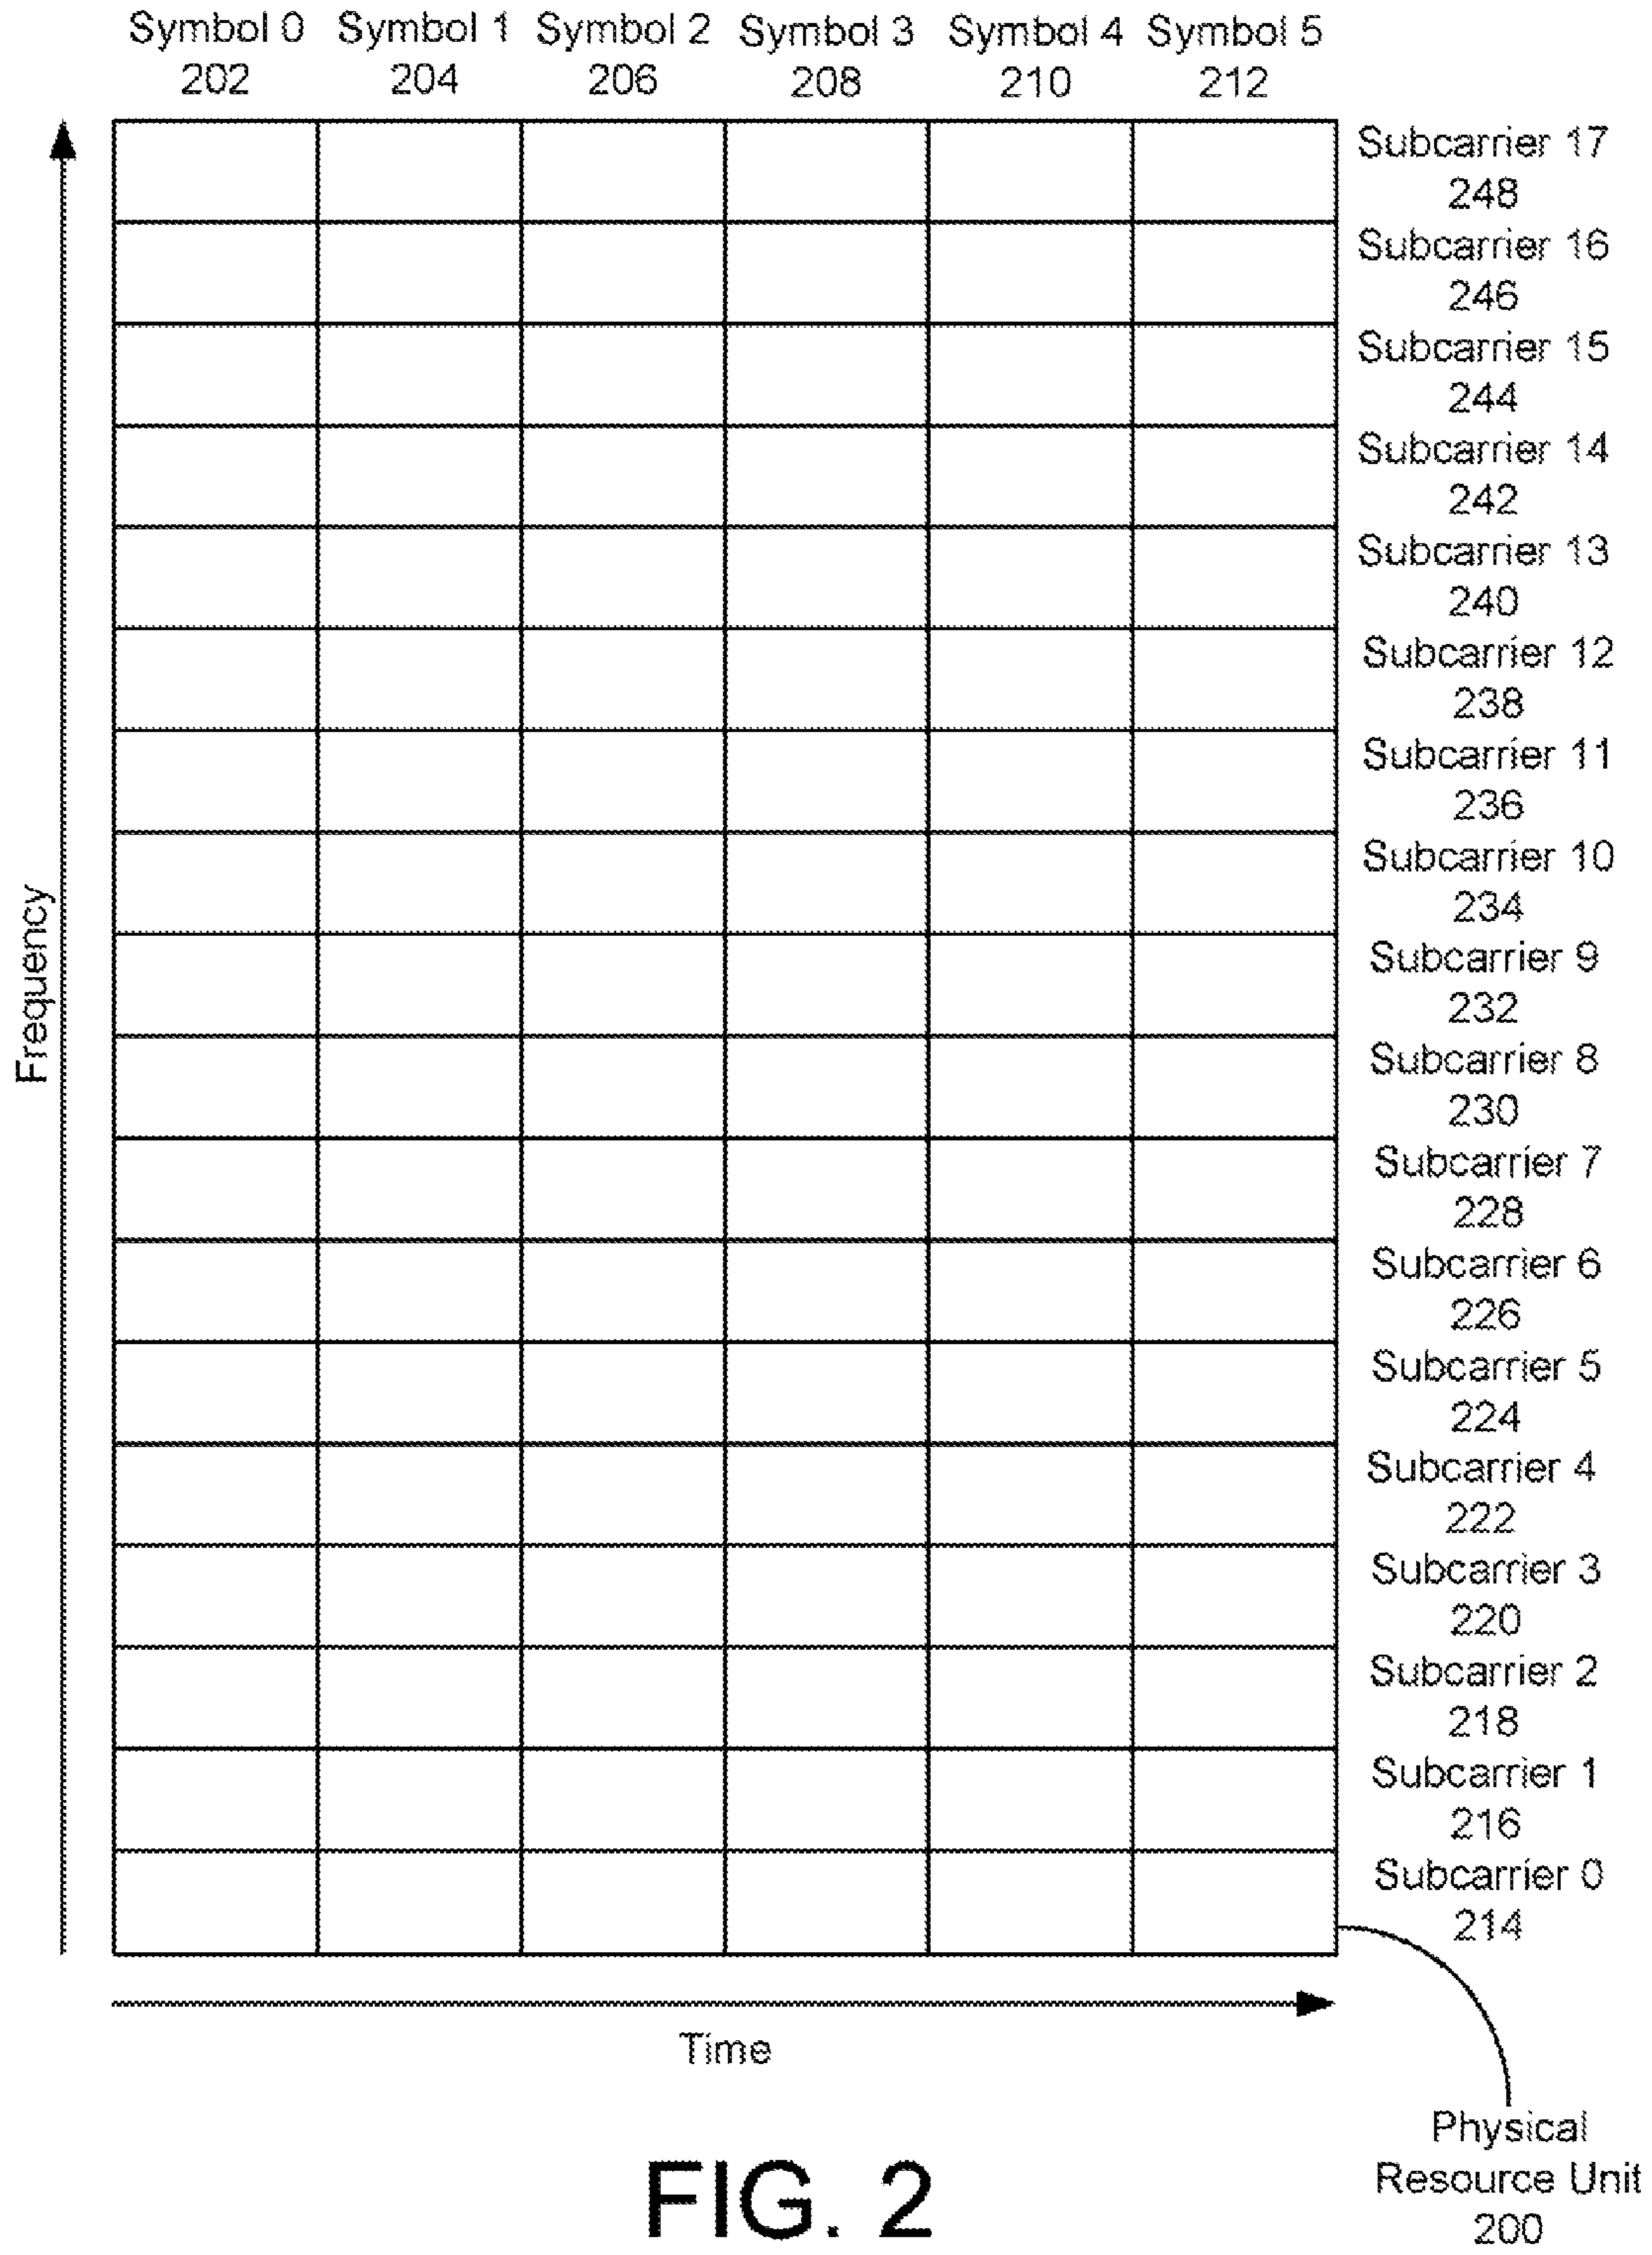 Symbol 0 Symbol 1 Symbol 2 Symbol 3 Symbol 4 Symbol 5
202 204 206 208 210 212
Subcarrier 17
248
Subcarrier 16
246
Subcarrier 15
244
Subcarrier 14
242
Subcarrier 13
240
Subcarrier 12
238
Subcarrier 11
236
Subcarrier 10
234
Subcarrier 9
232
Subcarrier 8
230
Subcarrier 7
228
Subcarrier 6
226
Subcarrier 5
224
Subcarrier 4
222
Subcarrier 3
220
Subcarrier 2
218
Subcarrier 1
216
Subcarrier 0
214
Frequency
Time
Physical
Resource Unit
200
FIG. 2